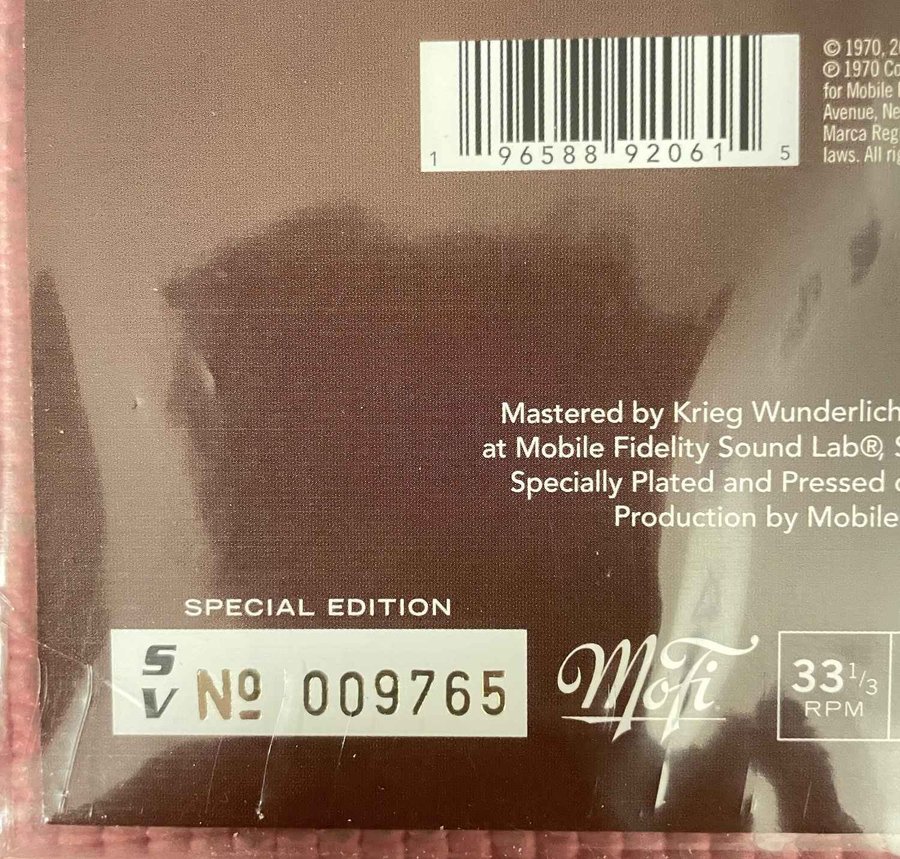 © 1970, 20
℗ 1970 Co
for Mobile
Avenue, Ne
Marca Reg
laws. All rig
1 96588 92061 5
Mastered by Krieg Wunderlich
at Mobile Fidelity Sound Lab®, S
Specially Plated and Pressed o
Production by Mobile
SPECIAL EDITION
S
V Nº 009765
MoFi
33 1/3
RPM